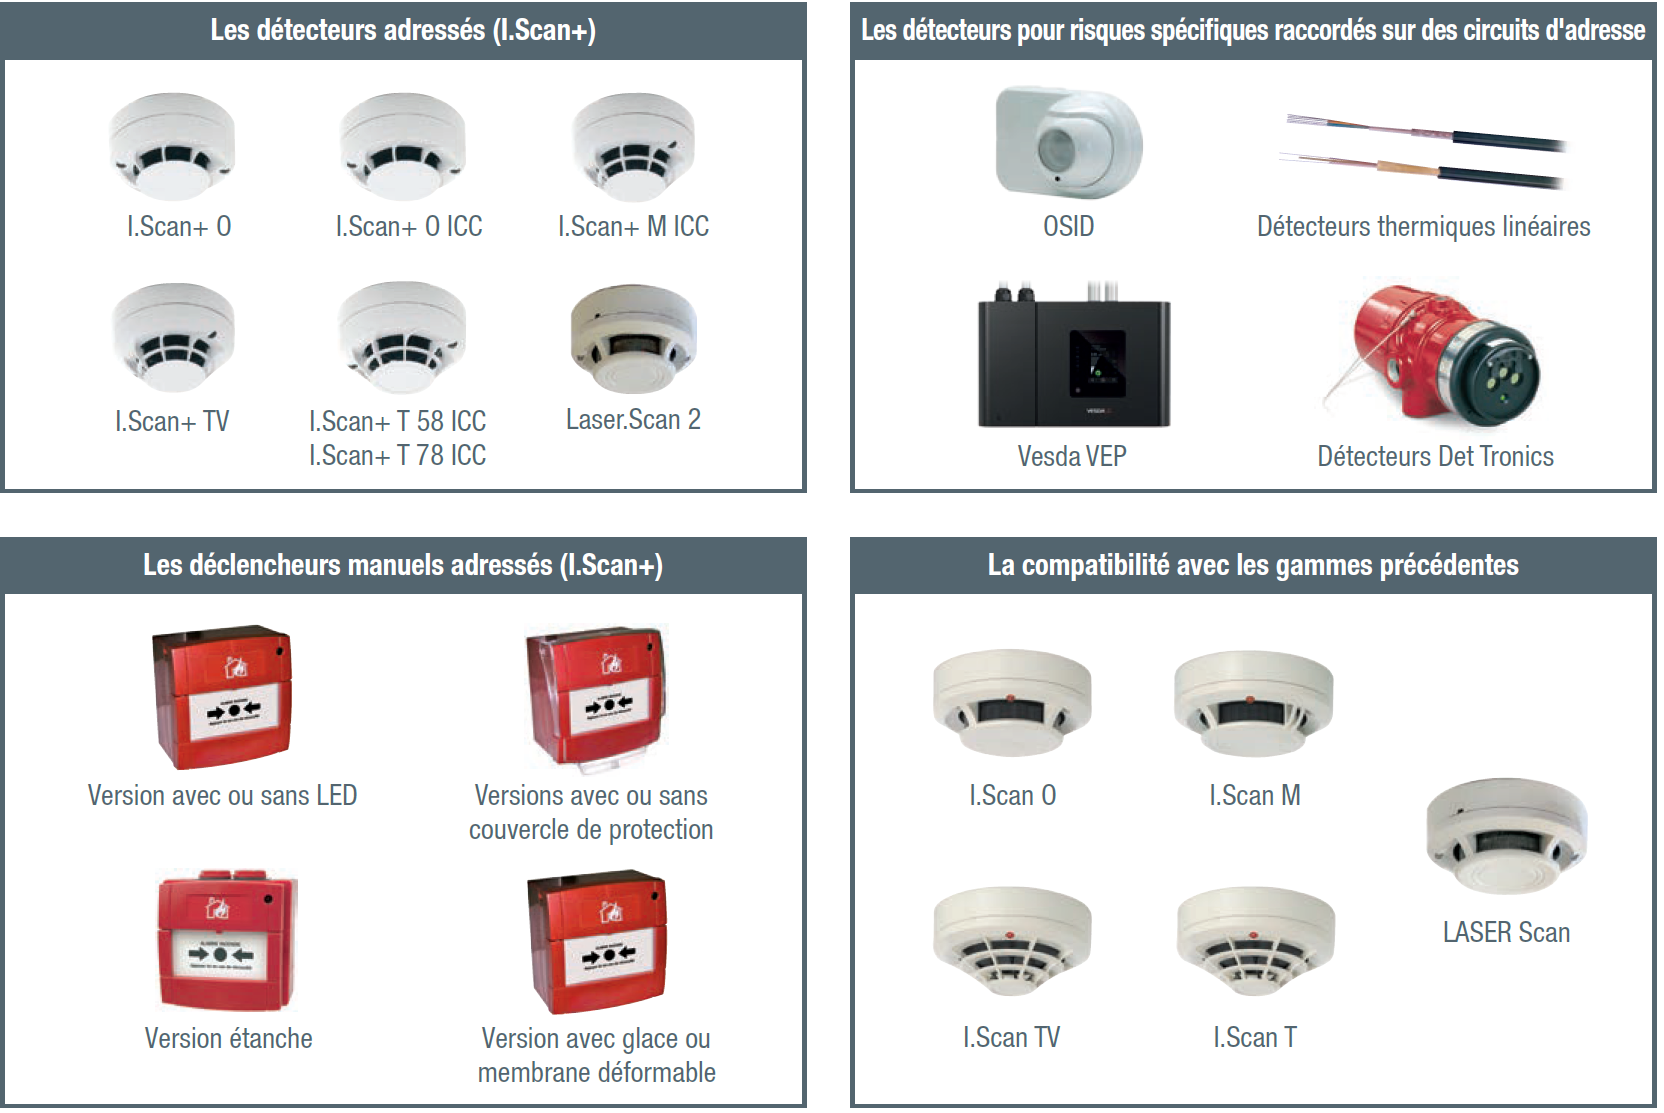 Les détecteurs adressés (I.Scan+)
I.Scan+ O
I.Scan+ O ICC
I.Scan+ M ICC
I.Scan+ TV
I.Scan+ T 58 ICC
I.Scan+ T 78 ICC
Laser.Scan 2
Les détecteurs pour risques spécifiques raccordés sur des circuits d'adresse
OSID
Détecteurs thermiques linéaires
VESDA
Vesda VEP
Détecteurs Det Tronics
Les déclencheurs manuels adressés (I.Scan+)
Version avec ou sans LED
Versions avec ou sans
couvercle de protection
Version étanche
Version avec glace ou
membrane déformable
La compatibilité avec les gammes précédentes
I.Scan O
I.Scan M
LASER Scan
I.Scan TV
I.Scan T